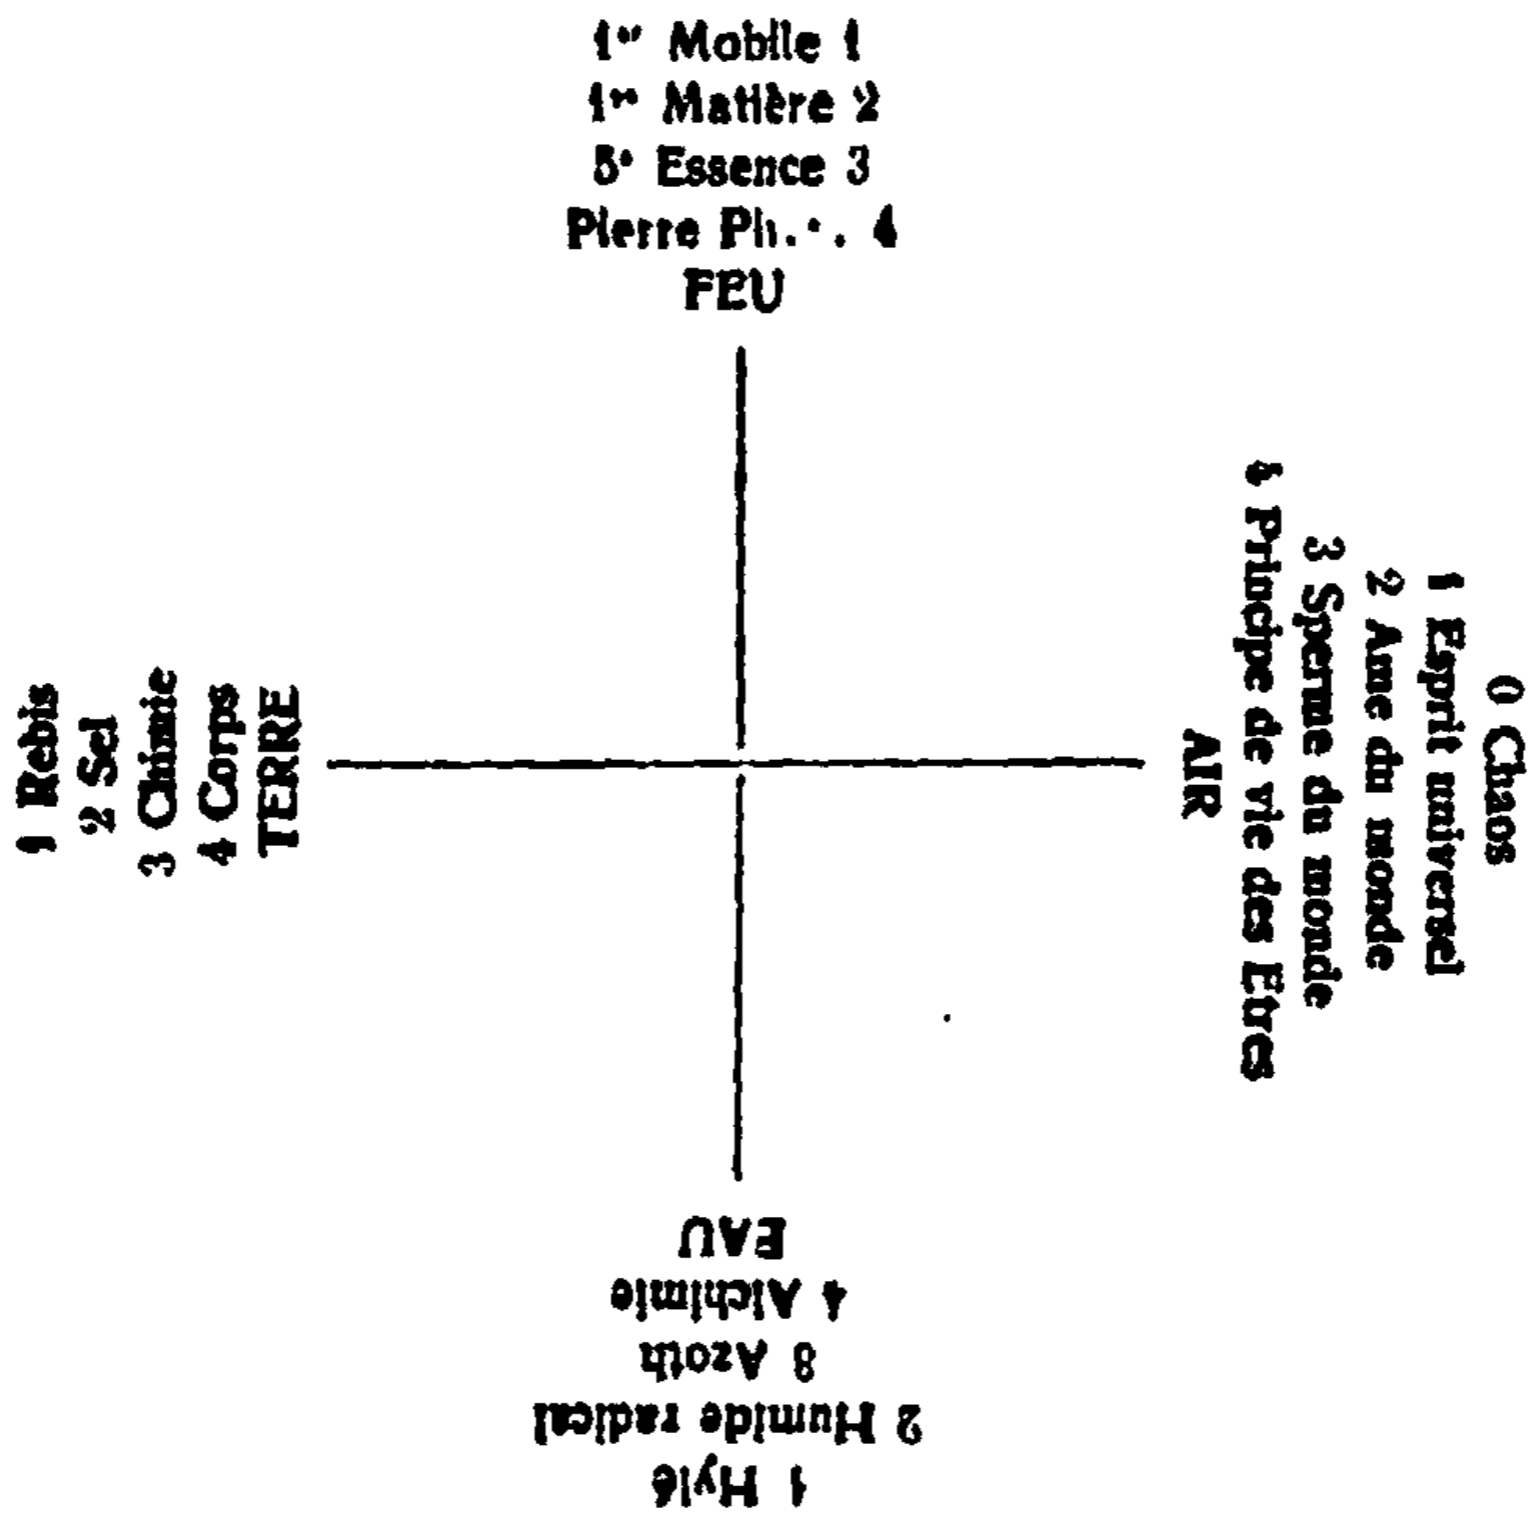 1er Mobile 1
1re Matière 2
5e Essence 3
Pierre Ph.·. 4
FEU
0 Chaos
1 Esprit universel
2 Ame du monde
3 Sperme du monde
4 Principe de vie des Etres
AIR
1 Hylé
2 Humide radical
3 Azoth
4 Alchimie
EAU
1 Rebis
2 Sel
3 Chimie
4 Corps
TERRE